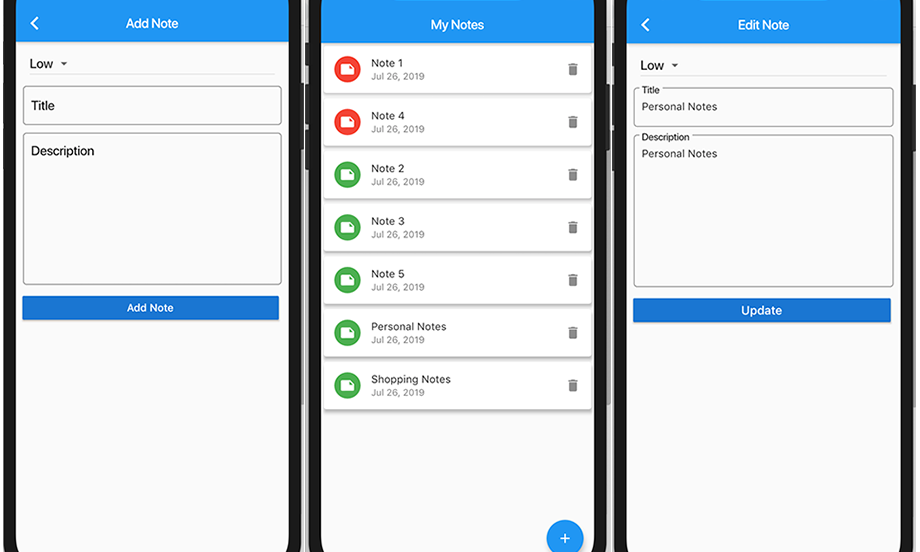 Add Note
Low
Title
Description
Add Note
My Notes
Note 1
Jul 26, 2019
Note 4
Jul 26, 2019
Note 2
Jul 26, 2019
Note 3
Jul 26, 2019
Note 5
Jul 26, 2019
Personal Notes
Jul 26, 2019
Shopping Notes
Jul 26, 2019
+
Edit Note
Low
Title
Personal Notes
Description
Personal Notes
Update